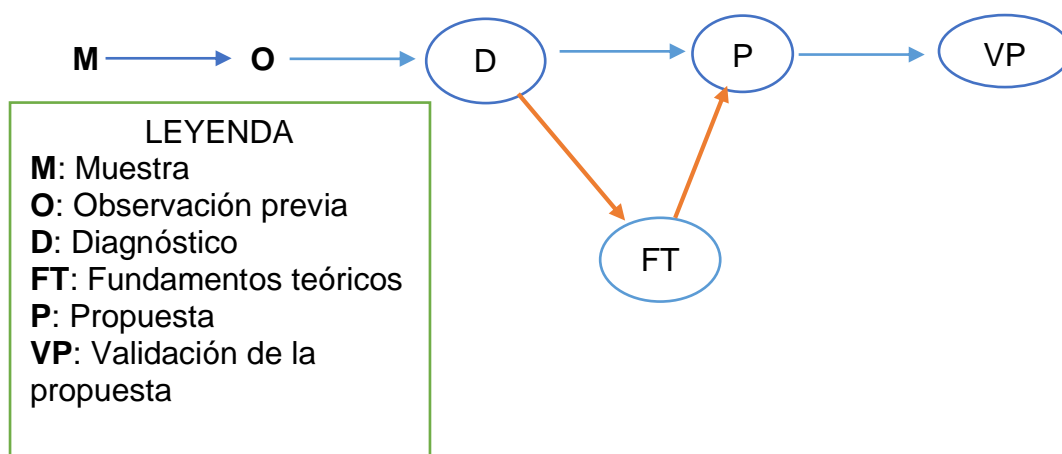 M O D P VP
FT
LEYENDA
M: Muestra
O: Observación previa
D: Diagnóstico
FT: Fundamentos teóricos
P: Propuesta
VP: Validación de la
propuesta